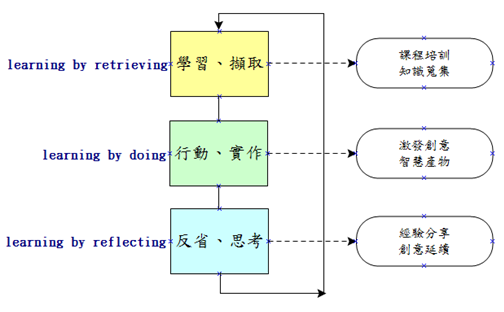 learning by retrieving
學習、擷取
課程培訓
知識蒐集
learning by doing
行動、實作
激發創意
智慧產物
learning by reflecting
反省、思考
經驗分享
創意延續